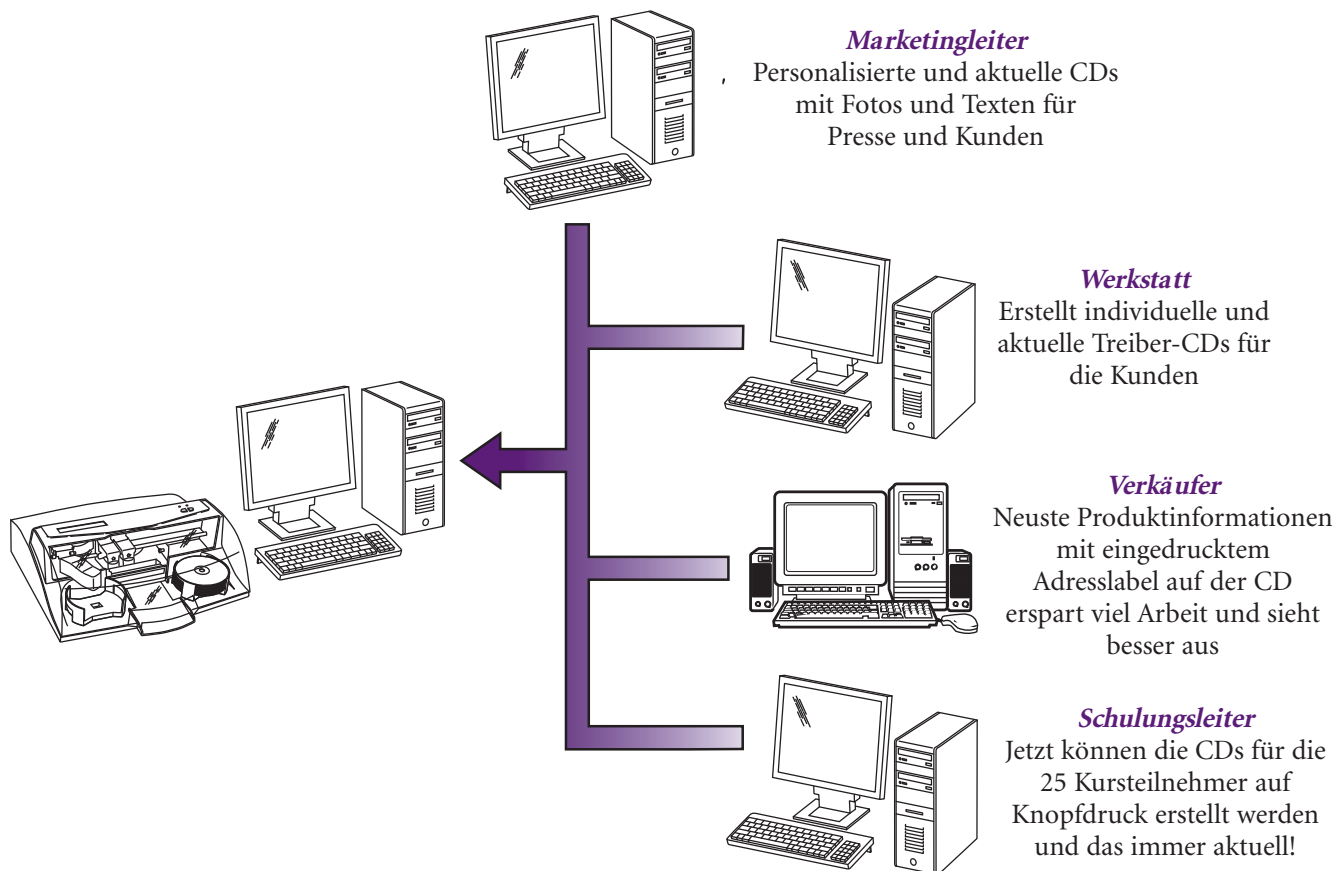 Marketingleiter
Personalisierte und aktuelle CDs
mit Fotos und Texten für
Presse und Kunden
Werkstatt
Erstellt individuelle und
aktuelle Treiber-CDs für
die Kunden
Verkäufer
Neuste Produktinformationen
mit eingedrucktem
Adresslabel auf der CD
erspart viel Arbeit und sieht
besser aus
Schulungsleiter
Jetzt können die CDs für die
25 Kursteilnehmer auf
Knopfdruck erstellt werden
und das immer aktuell!